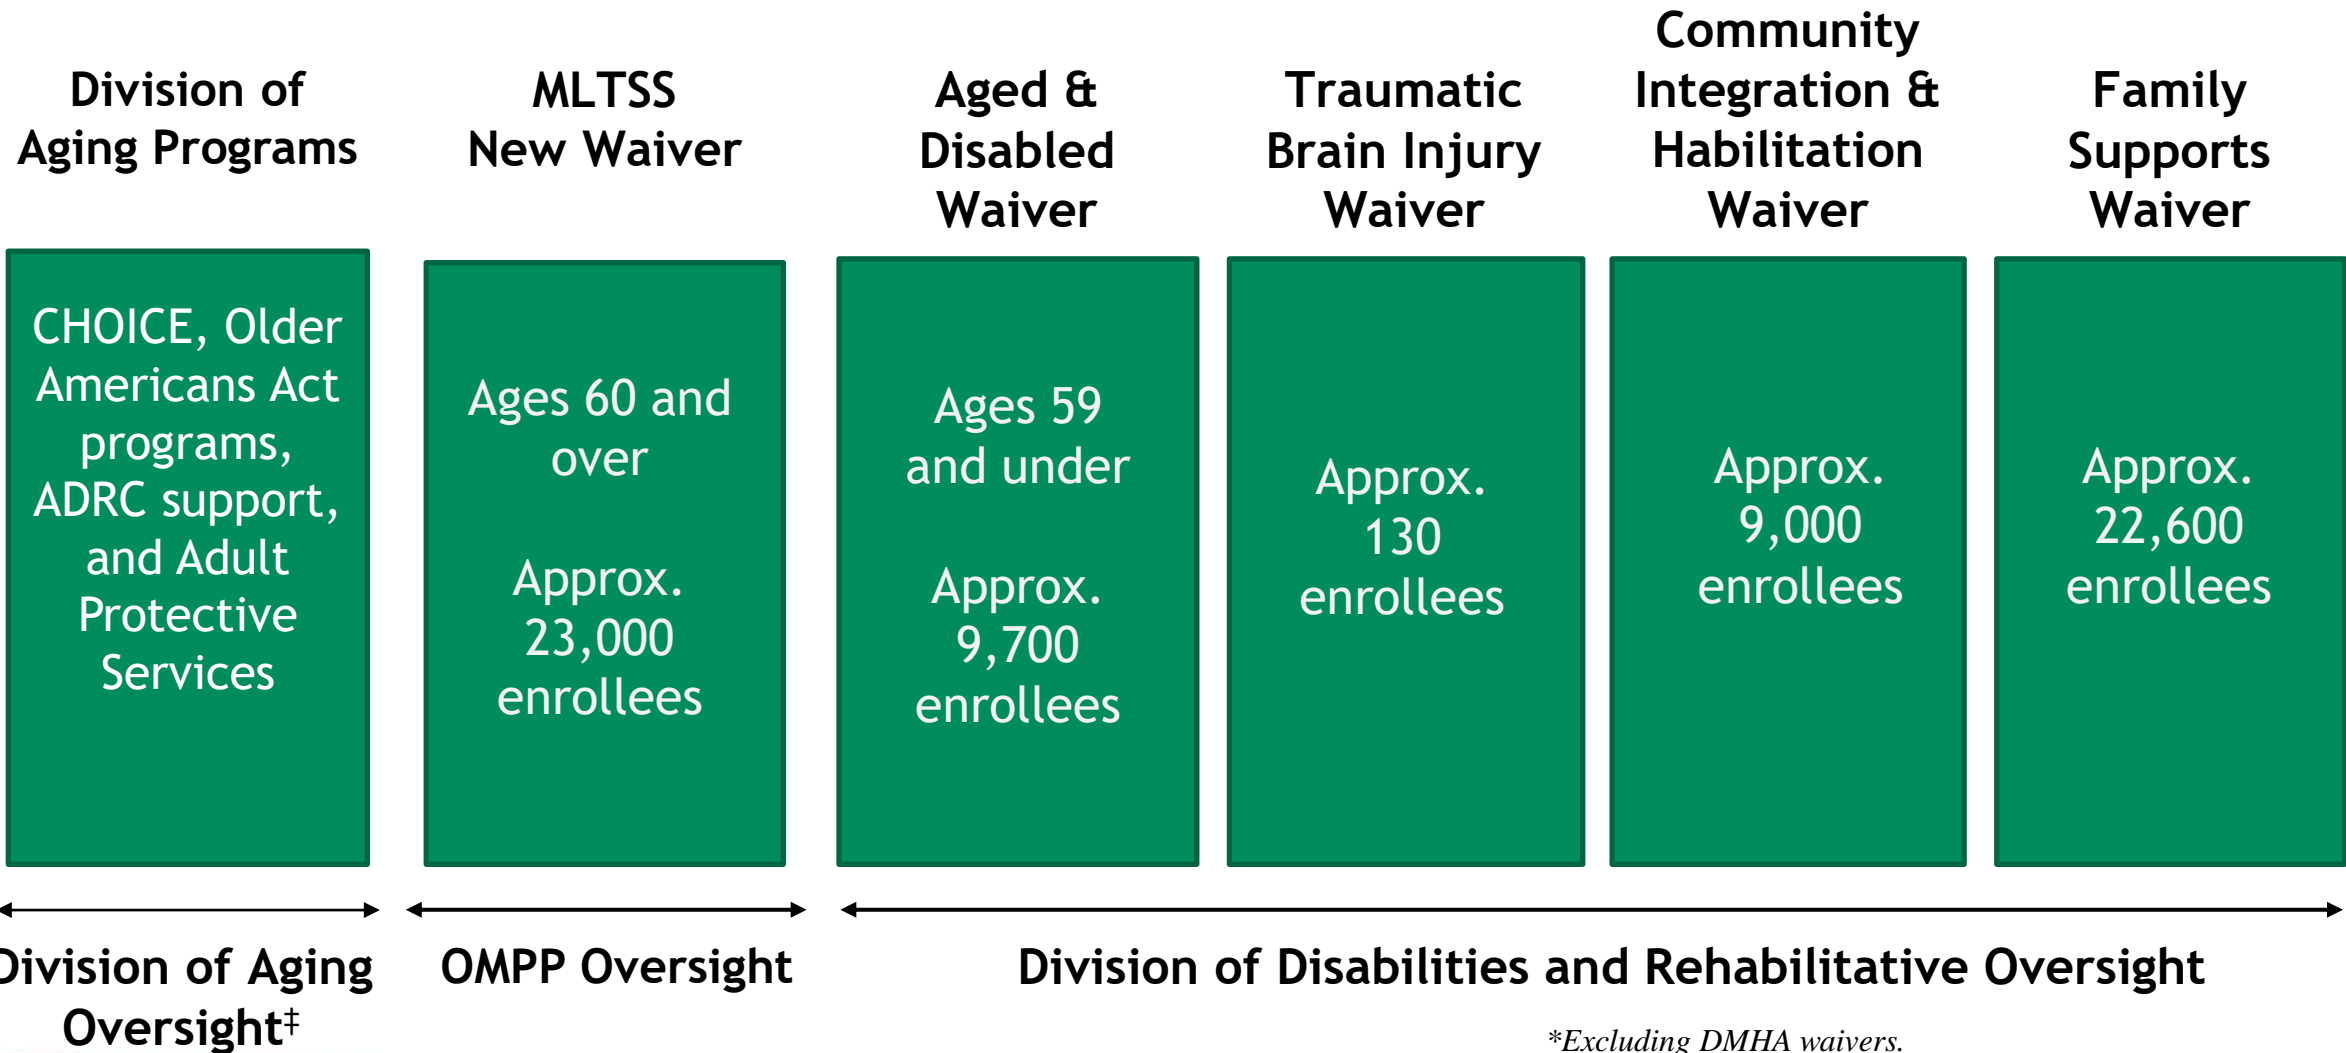 Division of
Aging Programs
MLTSS
New Waiver
Aged &
Disabled
Waiver
Traumatic
Brain Injury
Waiver
Community
Integration &
Habilitation
Waiver
Family
Supports
Waiver
CHOICE, Older
Americans Act
programs,
ADRC support,
and Adult
Protective
Services
Ages 60 and
over
Approx.
23,000
enrollees
Ages 59
and under
Approx.
9,700
enrollees
Approx.
130
enrollees
Approx.
9,000
enrollees
Approx.
22,600
enrollees
Division of Aging
Oversight‡
OMPP Oversight
Division of Disabilities and Rehabilitative Oversight
*Excluding DMHA waivers.